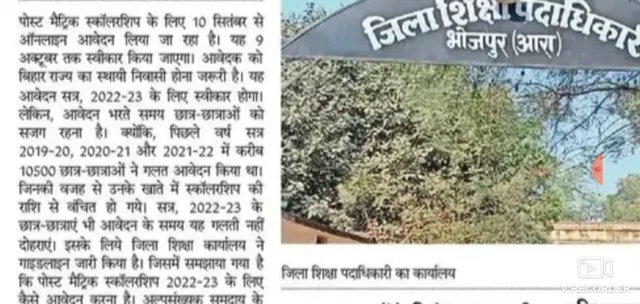 पोस्ट मैट्रिक स्कॉलरशिप के लिए 10 सितंबर से
ऑनलाइन आवेदन लिया जा रहा है। यह 9
अक्टूबर तक स्वीकार किया जाएगा। आवेदक को
बिहार राज्य का स्थायी निवासी होना जरूरी है। यह
आवेदन सत्र, 2022-23 के लिए स्वीकार होगा।
लेकिन, आवेदन भरते समय छात्र-छात्राओं को
सजग रहना है। क्योंकि, पिछले वर्ष सत्र
2019-20, 2020-21 और 2021-22 में करीब
10500 छात्र-छात्राओं ने गलत आवेदन किया था।
जिनकी वजह से उनके खाते में स्कॉलरशिप की
राशि से वंचित हो गये। सत्र, 2022-23 के
छात्र-छात्राएं भी आवेदन के समय यह गलती नहीं
दोहराएं। इसके लिये जिला शिक्षा कार्यालय ने
गाइडलाइन जारी किया है। जिसमें समझाया गया है
कि पोस्ट मैट्रिक स्कॉलरशिप 2022-23 के लिए
कैसे आवेदन करना है। अल्पसंख्यक समुदाय के
जिला शिक्षा पदाधिकारी
भोजपुर (आरा)
जिला शिक्षा पदाधिकारी का कार्यालय
V RECORDER